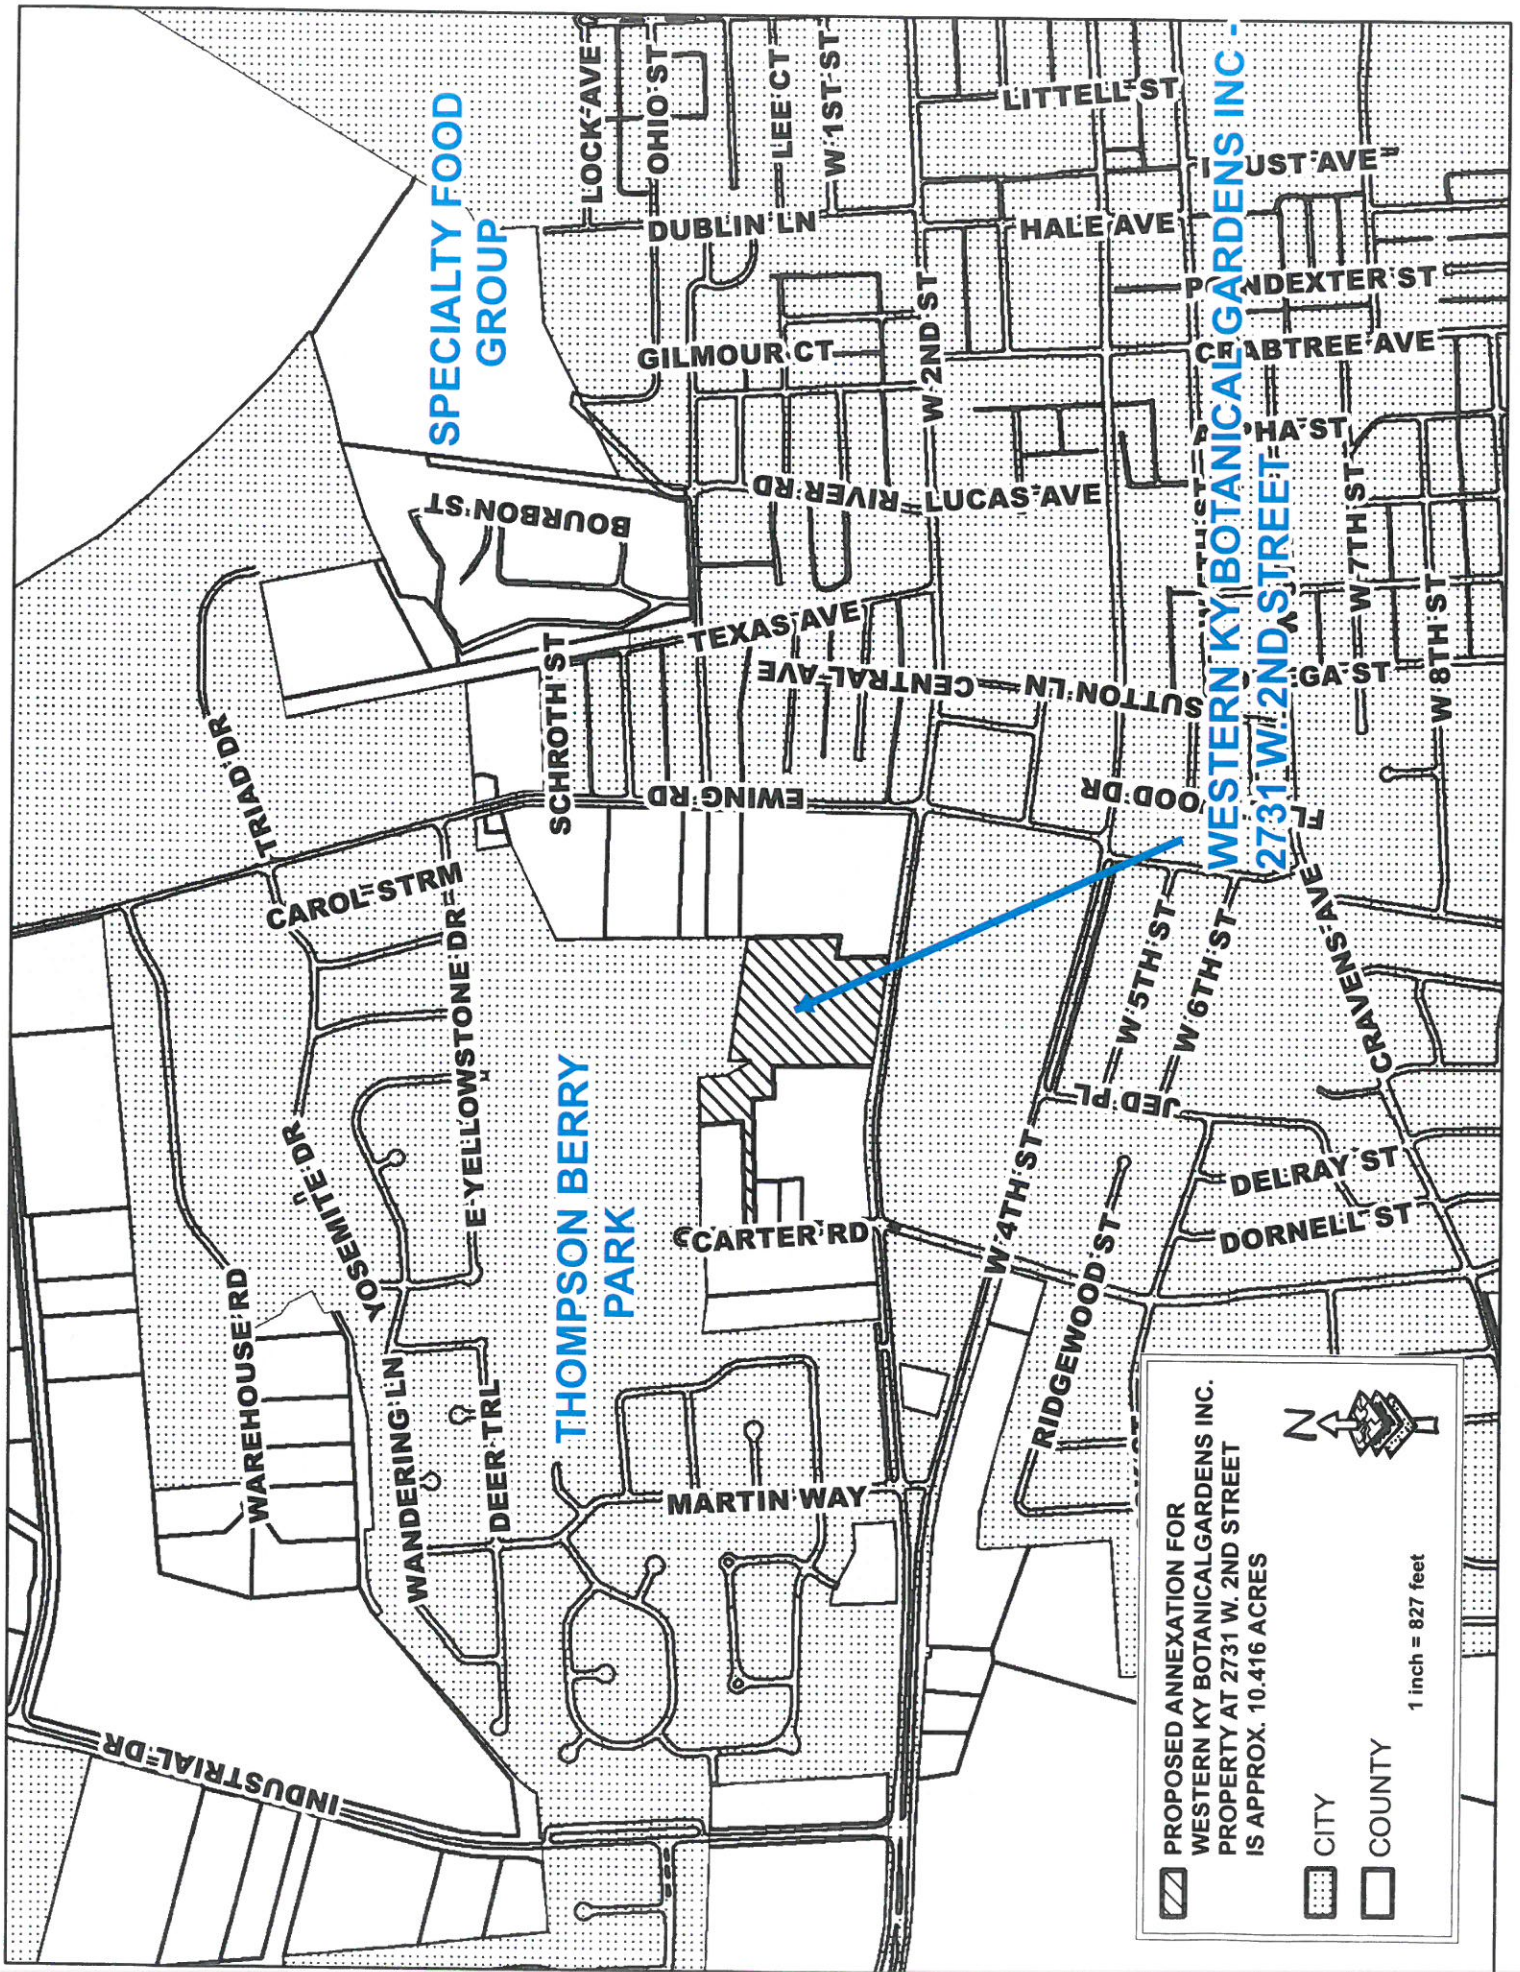 SPECIALTY FOOD
GROUP
LOCK AVE
OHIO ST
LEE CT
W 1ST ST
LITTELL ST
UST AVE
DUBLIN LN
HALE AVE
NDEXTER ST
GILMOUR CT
W 2ND ST
ABTREE AVE
PHA ST
BOURBON ST
RIVER RD
LUCAS AVE
W 7TH ST
W 8TH ST
TEXAS AVE
SCHROTH ST
CENTRAL AVE
SUTTON LN
GA ST
TRIAD DR
EWING RD
OOD DR
FL
WESTERN KY BOTANICAL GARDENS INC -
2731 W. 2ND STREET
CAROL STRM
E YELLOWSTONE DR
W 5TH ST
W 6TH ST
CRAVENS AVE
YOSEMITE DR
THOMPSON BERRY
PARK
JED PL
W 4TH ST
DELRAY ST
DORNELL ST
CARTER RD
RIDGEWOOD ST
WAREHOUSE RD
WANDERING LN
DEER TRL
MARTIN WAY
INDUSTRIAL DR
PROPOSED ANNEXATION FOR
WESTERN KY BOTANICAL GARDENS INC.
PROPERTY AT 2731 W. 2ND STREET
IS APPROX. 10.416 ACRES
CITY
COUNTY
1 inch = 827 feet
N